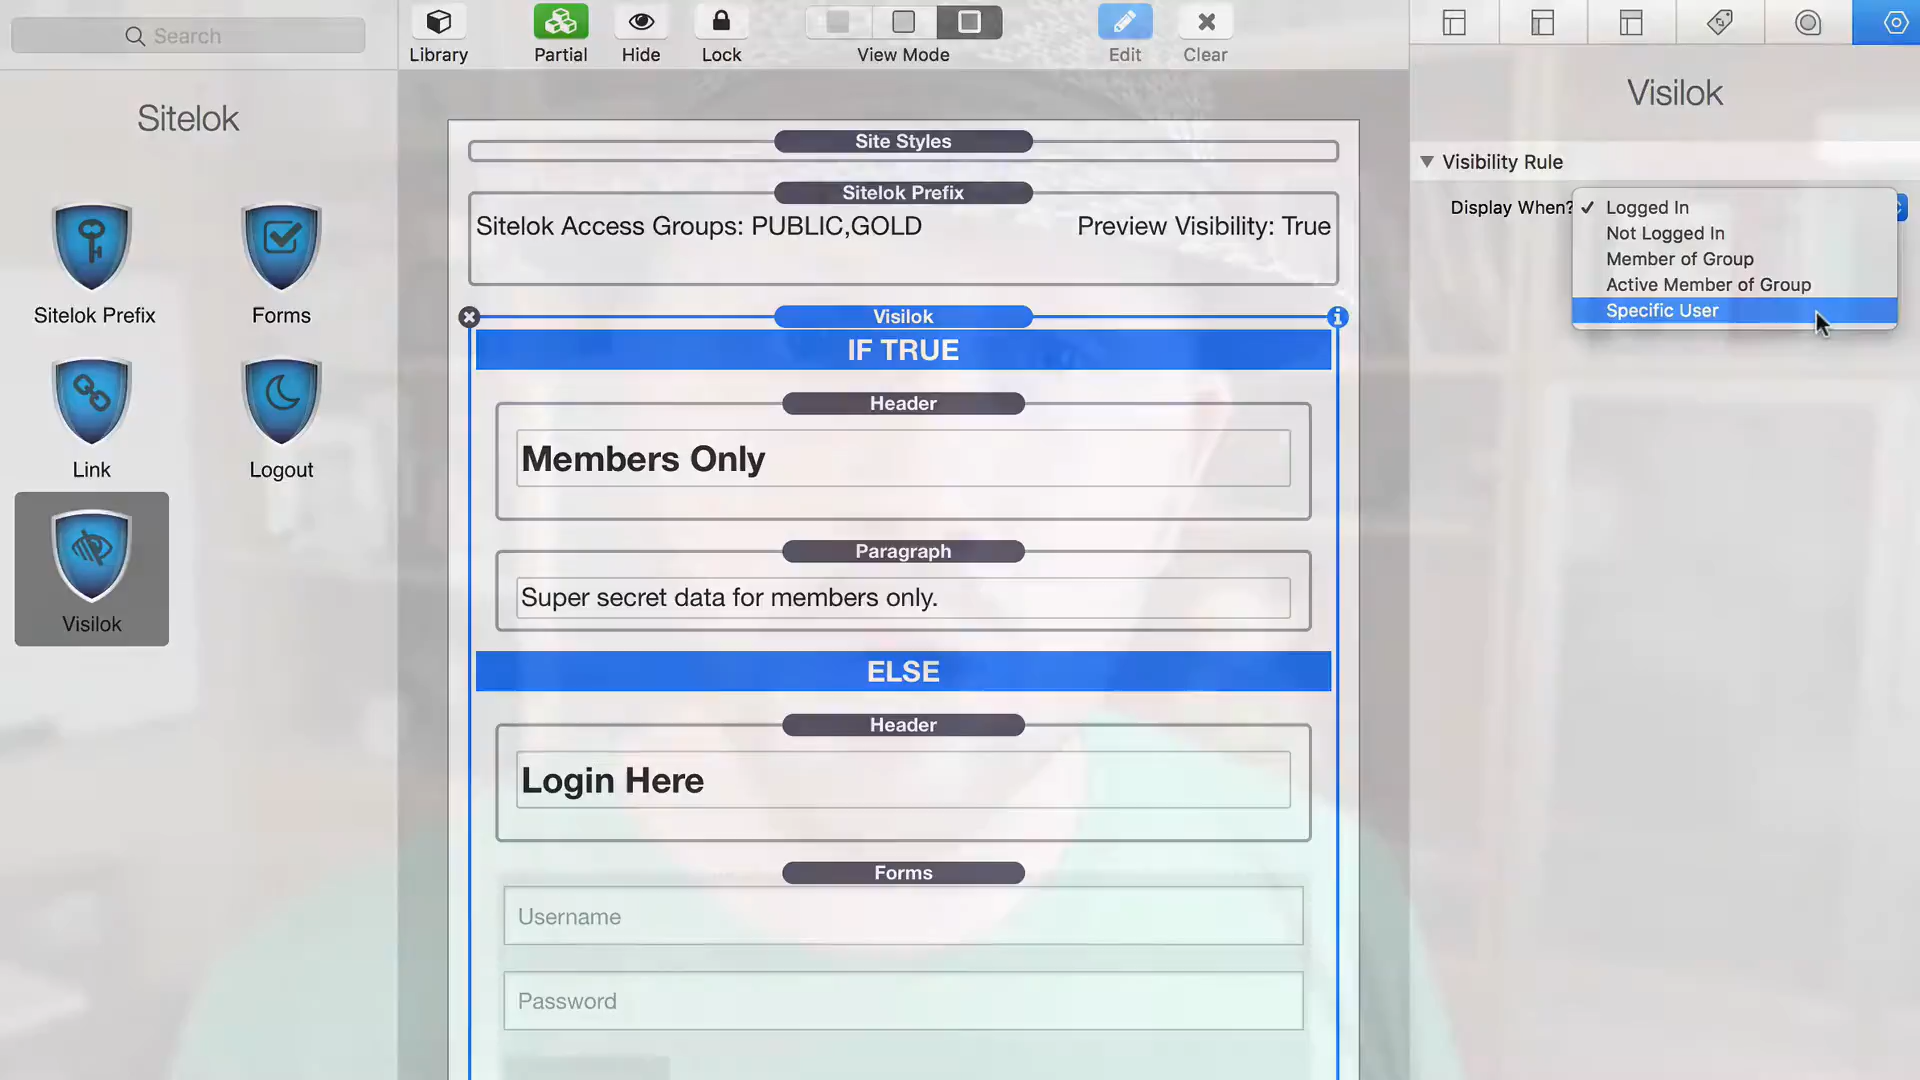 Search
Library
Partial
Hide
Lock
View Mode
Edit
Clear
Sitelok
Sitelok Prefix
Forms
Link
Logout
Visilok
Site Styles
Sitelok Prefix
Sitelok Access Groups: PUBLIC,GOLD
Preview Visibility: True
Visilok
IF TRUE
Header
Members Only
Paragraph
Super secret data for members only.
ELSE
Header
Login Here
Forms
Username
Password
Visilok
Visibility Rule
Display When?
Logged In
Not Logged In
Member of Group
Active Member of Group
Specific User